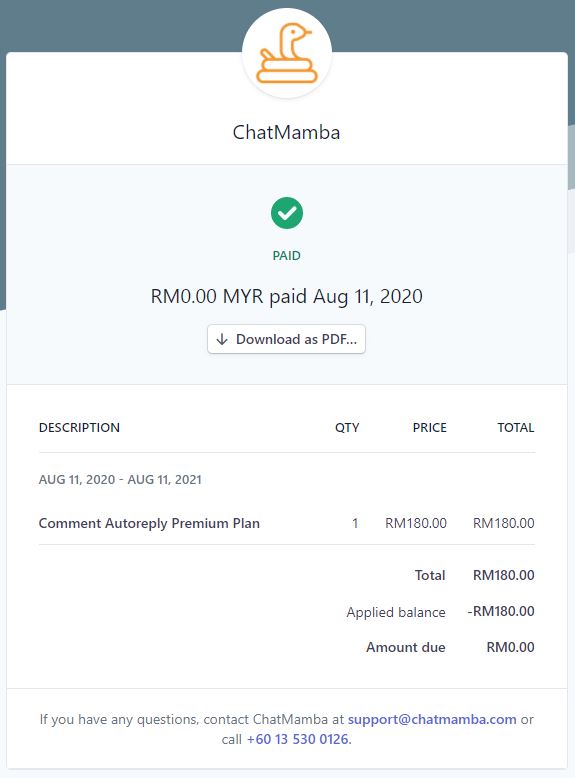 ChatMamba
PAID
RM0.00 MYR paid Aug 11, 2020
Download as PDF...
DESCRIPTION QTY PRICE TOTAL
AUG 11, 2020 - AUG 11, 2021
Comment Autoreply Premium Plan 1 RM180.00 RM180.00
Total RM180.00
Applied balance -RM180.00
Amount due RM0.00
If you have any questions, contact ChatMamba at support@chatmamba.com or
call +60 13 530 0126.